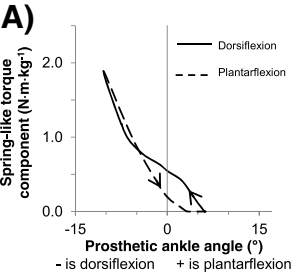 A)
Spring-like torque
component (N·m·kg⁻¹)
2.0
1.0
0.0
Dorsiflexion
Plantarflexion
-15
0
15
Prosthetic ankle angle (°)
- is dorsiflexion + is plantarflexion